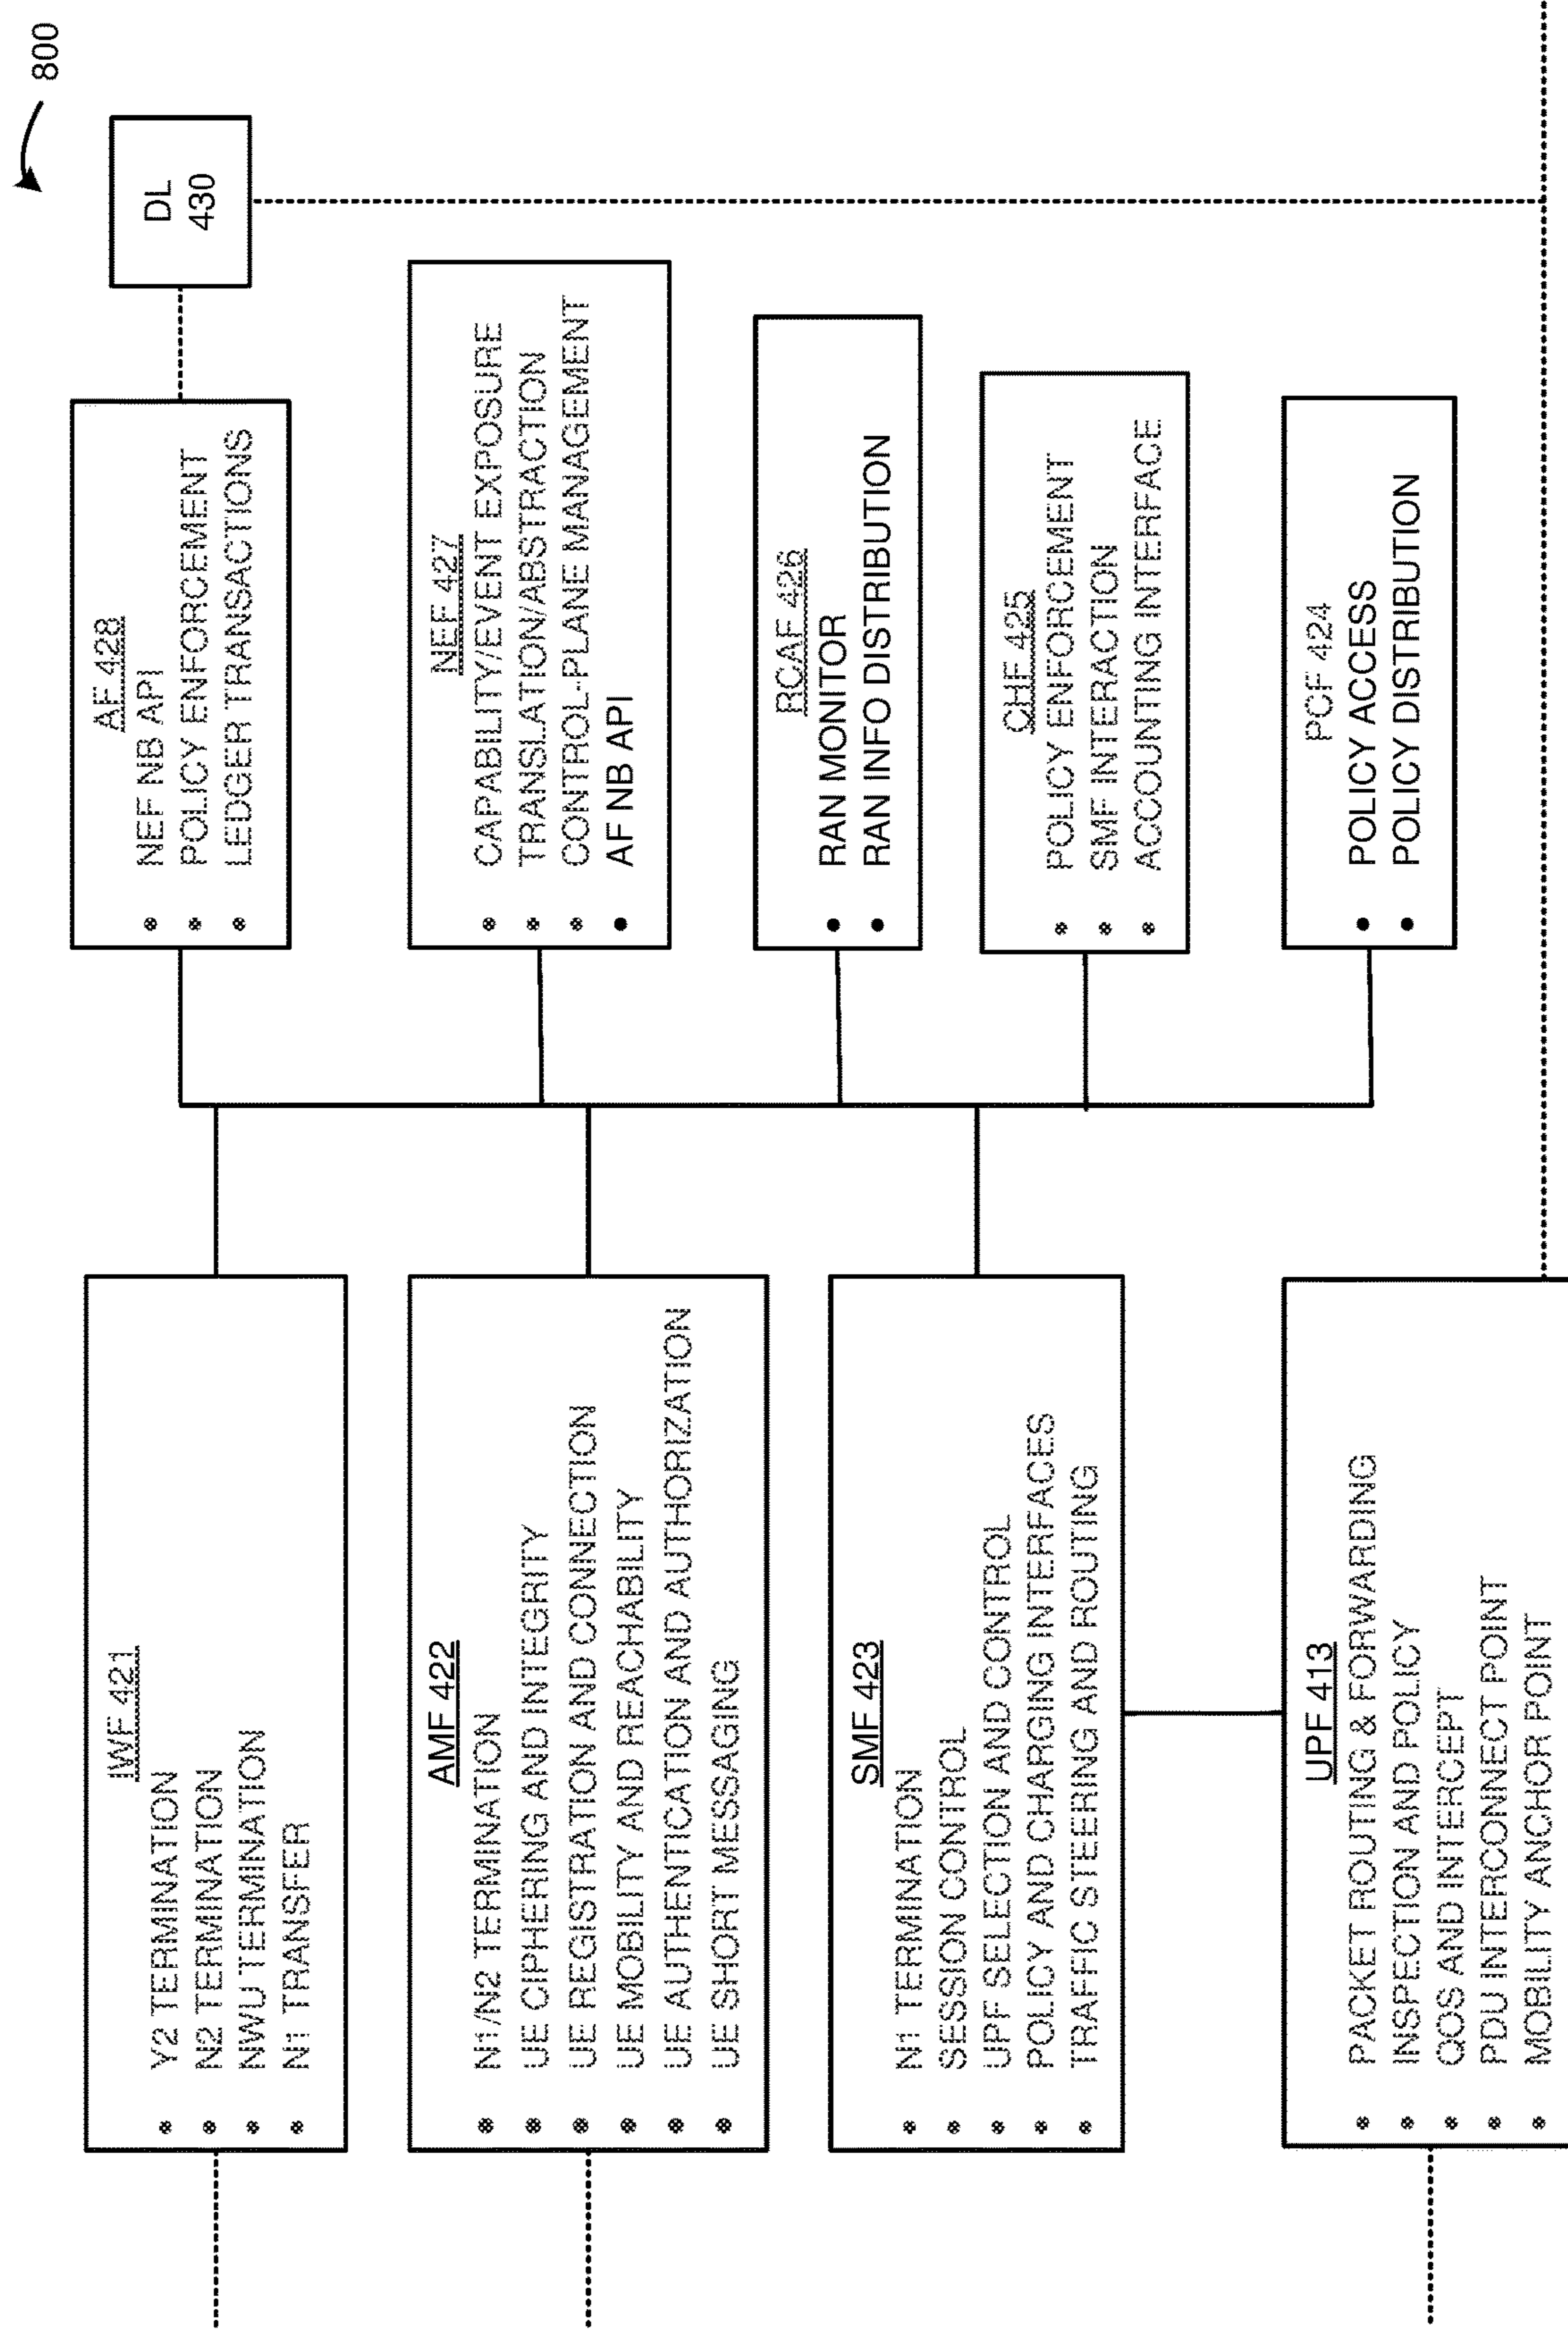 800
IWF 421
Y2 TERMINATION
N2 TERMINATION
NWU TERMINATION
N1 TRANSFER
AMF 422
N1/N2 TERMINATION
UE CIPHERING AND INTEGRITY
UE REGISTRATION AND CONNECTION
UE MOBILITY AND REACHABILITY
UE AUTHENTICATION AND AUTHORIZATION
UE SHORT MESSAGING
SMF 423
N1 TERMINATION
SESSION CONTROL
UPF SELECTION AND CONTROL
POLICY AND CHARGING INTERFACES
TRAFFIC STEERING AND ROUTING
UPF 413
PACKET ROUTING & FORWARDING
INSPECTION AND POLICY
QOS AND INTERCEPT
PDU INTERCONNECT POINT
MOBILITY ANCHOR POINT
AF 428
NEF NB API
POLICY ENFORCEMENT
LEDGER TRANSACTIONS
NEF 427
CAPABILITY/EVENT EXPOSURE
TRANSLATION/ABSTRACTION
CONTROL-PLANE MANAGEMENT
AF NB API
RCAF 426
RAN MONITOR
RAN INFO DISTRIBUTION
CHF 425
POLICY ENFORCEMENT
SMF INTERACTION
ACCOUNTING INTERFACE
PCF 424
POLICY ACCESS
POLICY DISTRIBUTION
DL
430